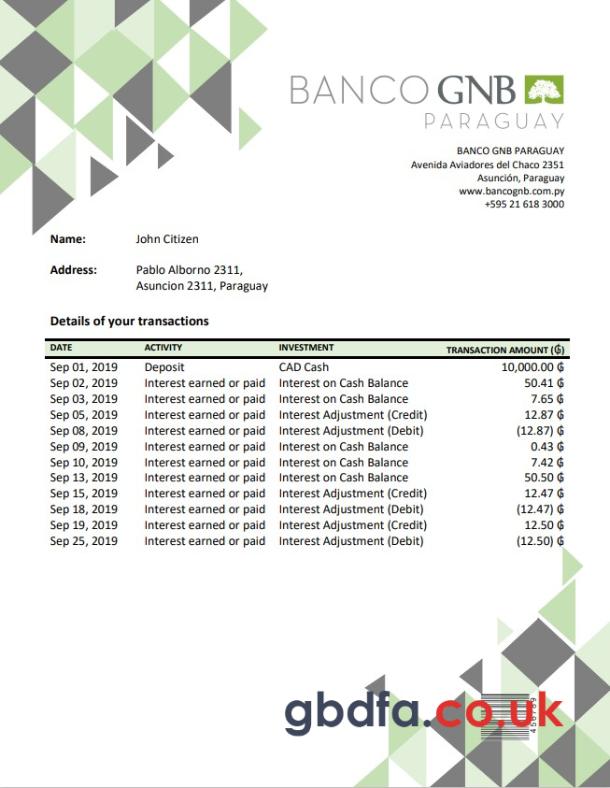 BANCO GNB
PARAGUAY
BANCO GNB PARAGUAY
Avenida Aviadores del Chaco 2351
Asunción, Paraguay
www.bancognb.com.py
+595 21 618 3000
Name: John Citizen
Address: Pablo Alborno 2311,
Asuncion 2311, Paraguay
Details of your transactions
DATE ACTIVITY INVESTMENT TRANSACTION AMOUNT (₲)
Sep 01, 2019 Deposit CAD Cash 10,000.00 ₲
Sep 02, 2019 Interest earned or paid Interest on Cash Balance 50.41 ₲
Sep 03, 2019 Interest earned or paid Interest on Cash Balance 7.65 ₲
Sep 05, 2019 Interest earned or paid Interest Adjustment (Credit) 12.87 ₲
Sep 08, 2019 Interest earned or paid Interest Adjustment (Debit) (12.87) ₲
Sep 09, 2019 Interest earned or paid Interest on Cash Balance 0.43 ₲
Sep 10, 2019 Interest earned or paid Interest on Cash Balance 7.42 ₲
Sep 13, 2019 Interest earned or paid Interest on Cash Balance 50.50 ₲
Sep 15, 2019 Interest earned or paid Interest Adjustment (Credit) 12.47 ₲
Sep 18, 2019 Interest earned or paid Interest Adjustment (Debit) (12.47) ₲
Sep 19, 2019 Interest earned or paid Interest Adjustment (Credit) 12.50 ₲
Sep 25, 2019 Interest earned or paid Interest Adjustment (Debit) (12.50) ₲
gbdfa.co.uk